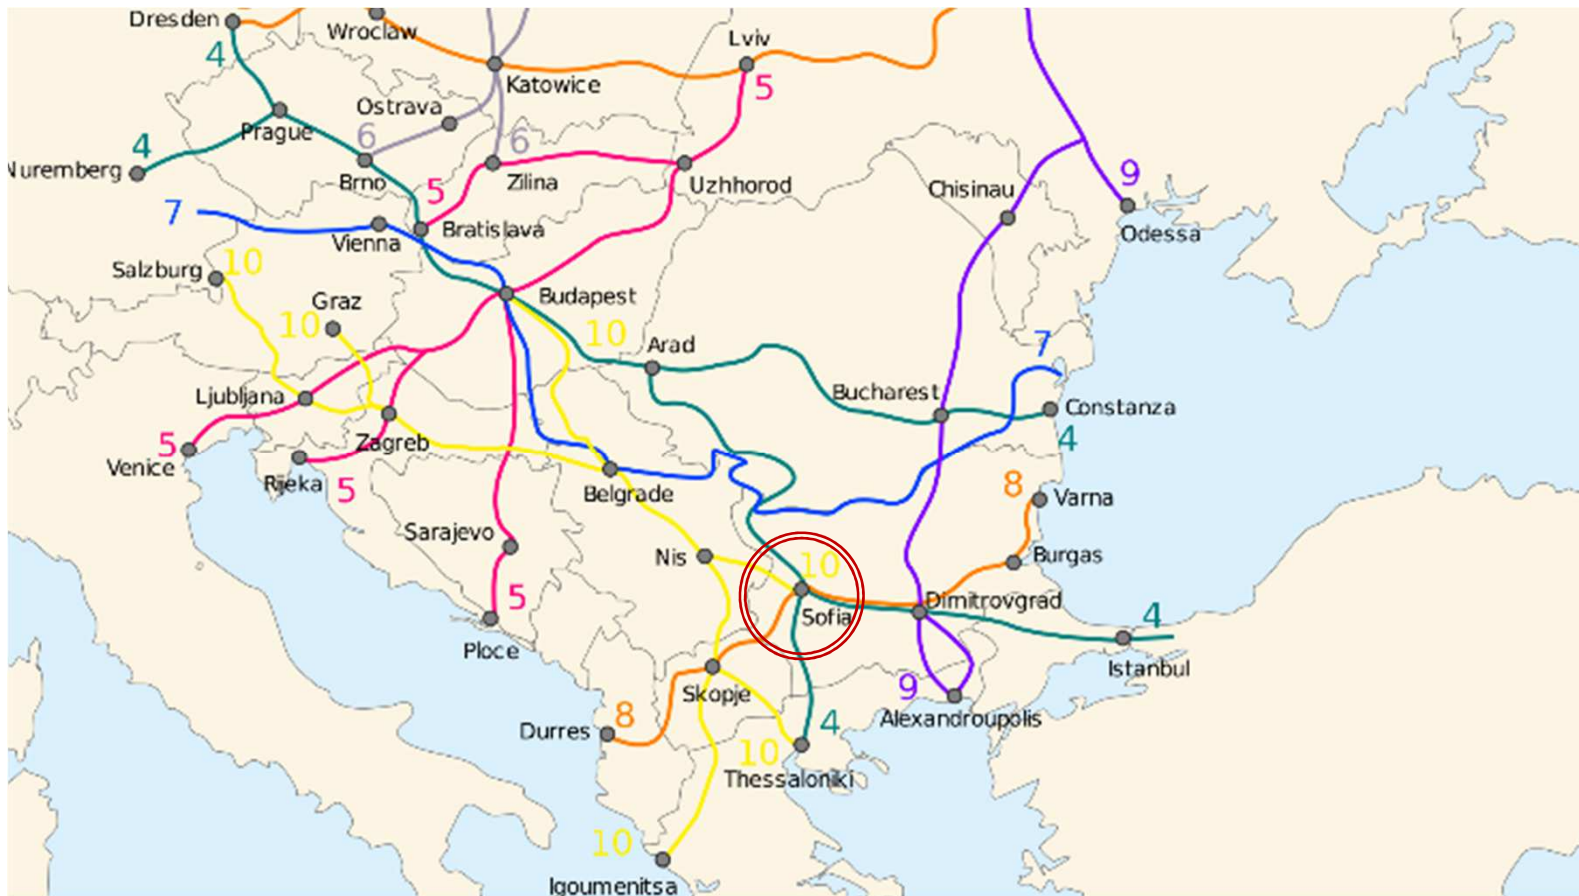 Dresden
4
Wroclaw
Lviv
Katowice
5
Ostrava
Prague
6
6
4
Nuremberg
Brno
5
Zilina
Uzhhorod
Chisinau
9
7
Vienna
Bratislava
Odessa
Salzburg
10
Graz
Budapest
10
10
Arad
7
Ljubljana
Bucharest
Constanza
5
Venice
Zagreb
4
Rijeka
5
Belgrade
8
Varna
Sarajevo
Nis
10
Burgas
5
Sofia
Dimitrovgrad
4
Ploce
Istanbul
Skopje
9
Durres
8
4
Alexandroupolis
10
Thessaloniki
10
Igoumenitsa